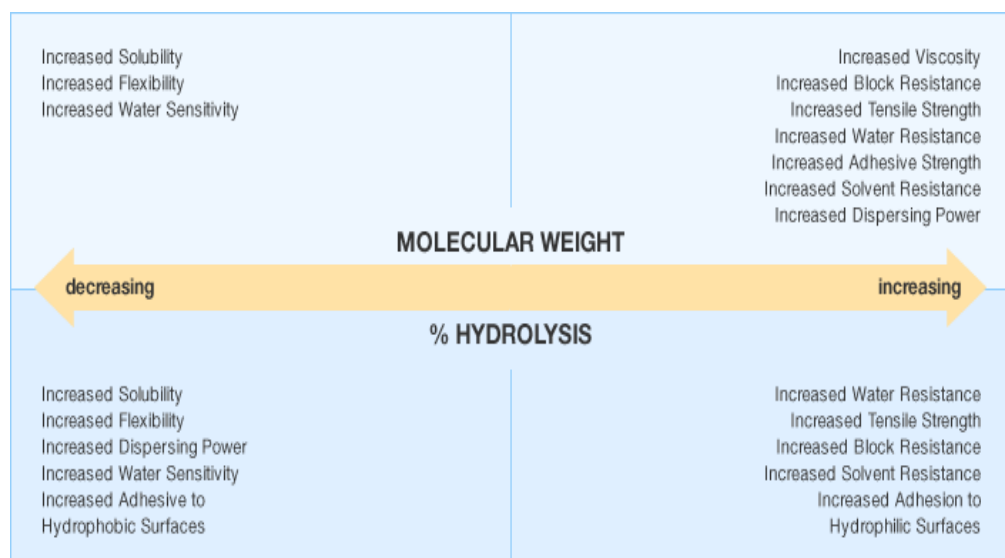 Increased Solubility
Increased Flexibility
Increased Water Sensitivity
Increased Viscosity
Increased Block Resistance
Increased Tensile Strength
Increased Water Resistance
Increased Adhesive Strength
Increased Solvent Resistance
Increased Dispersing Power
MOLECULAR WEIGHT
decreasing
increasing
% HYDROLYSIS
Increased Solubility
Increased Flexibility
Increased Dispersing Power
Increased Water Sensitivity
Increased Adhesive to
Hydrophobic Surfaces
Increased Water Resistance
Increased Tensile Strength
Increased Block Resistance
Increased Solvent Resistance
Increased Adhesion to
Hydrophilic Surfaces